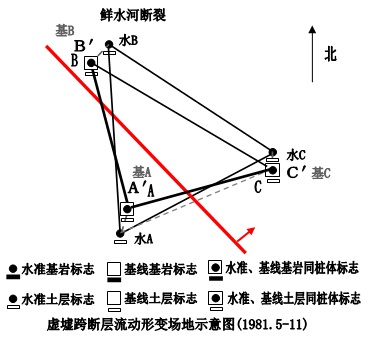 鲜水河断裂
基B
水B
B′
B
北
水C
基A
C′ 基C
A′A
C
水A
水准基岩标志 基线基岩标志 水准、基线基岩同桩体标志
水准土层标志 基线土层标志 水准、基线土层同桩体标志
虚墟跨断层流动形变场地示意图(1981.5-11)